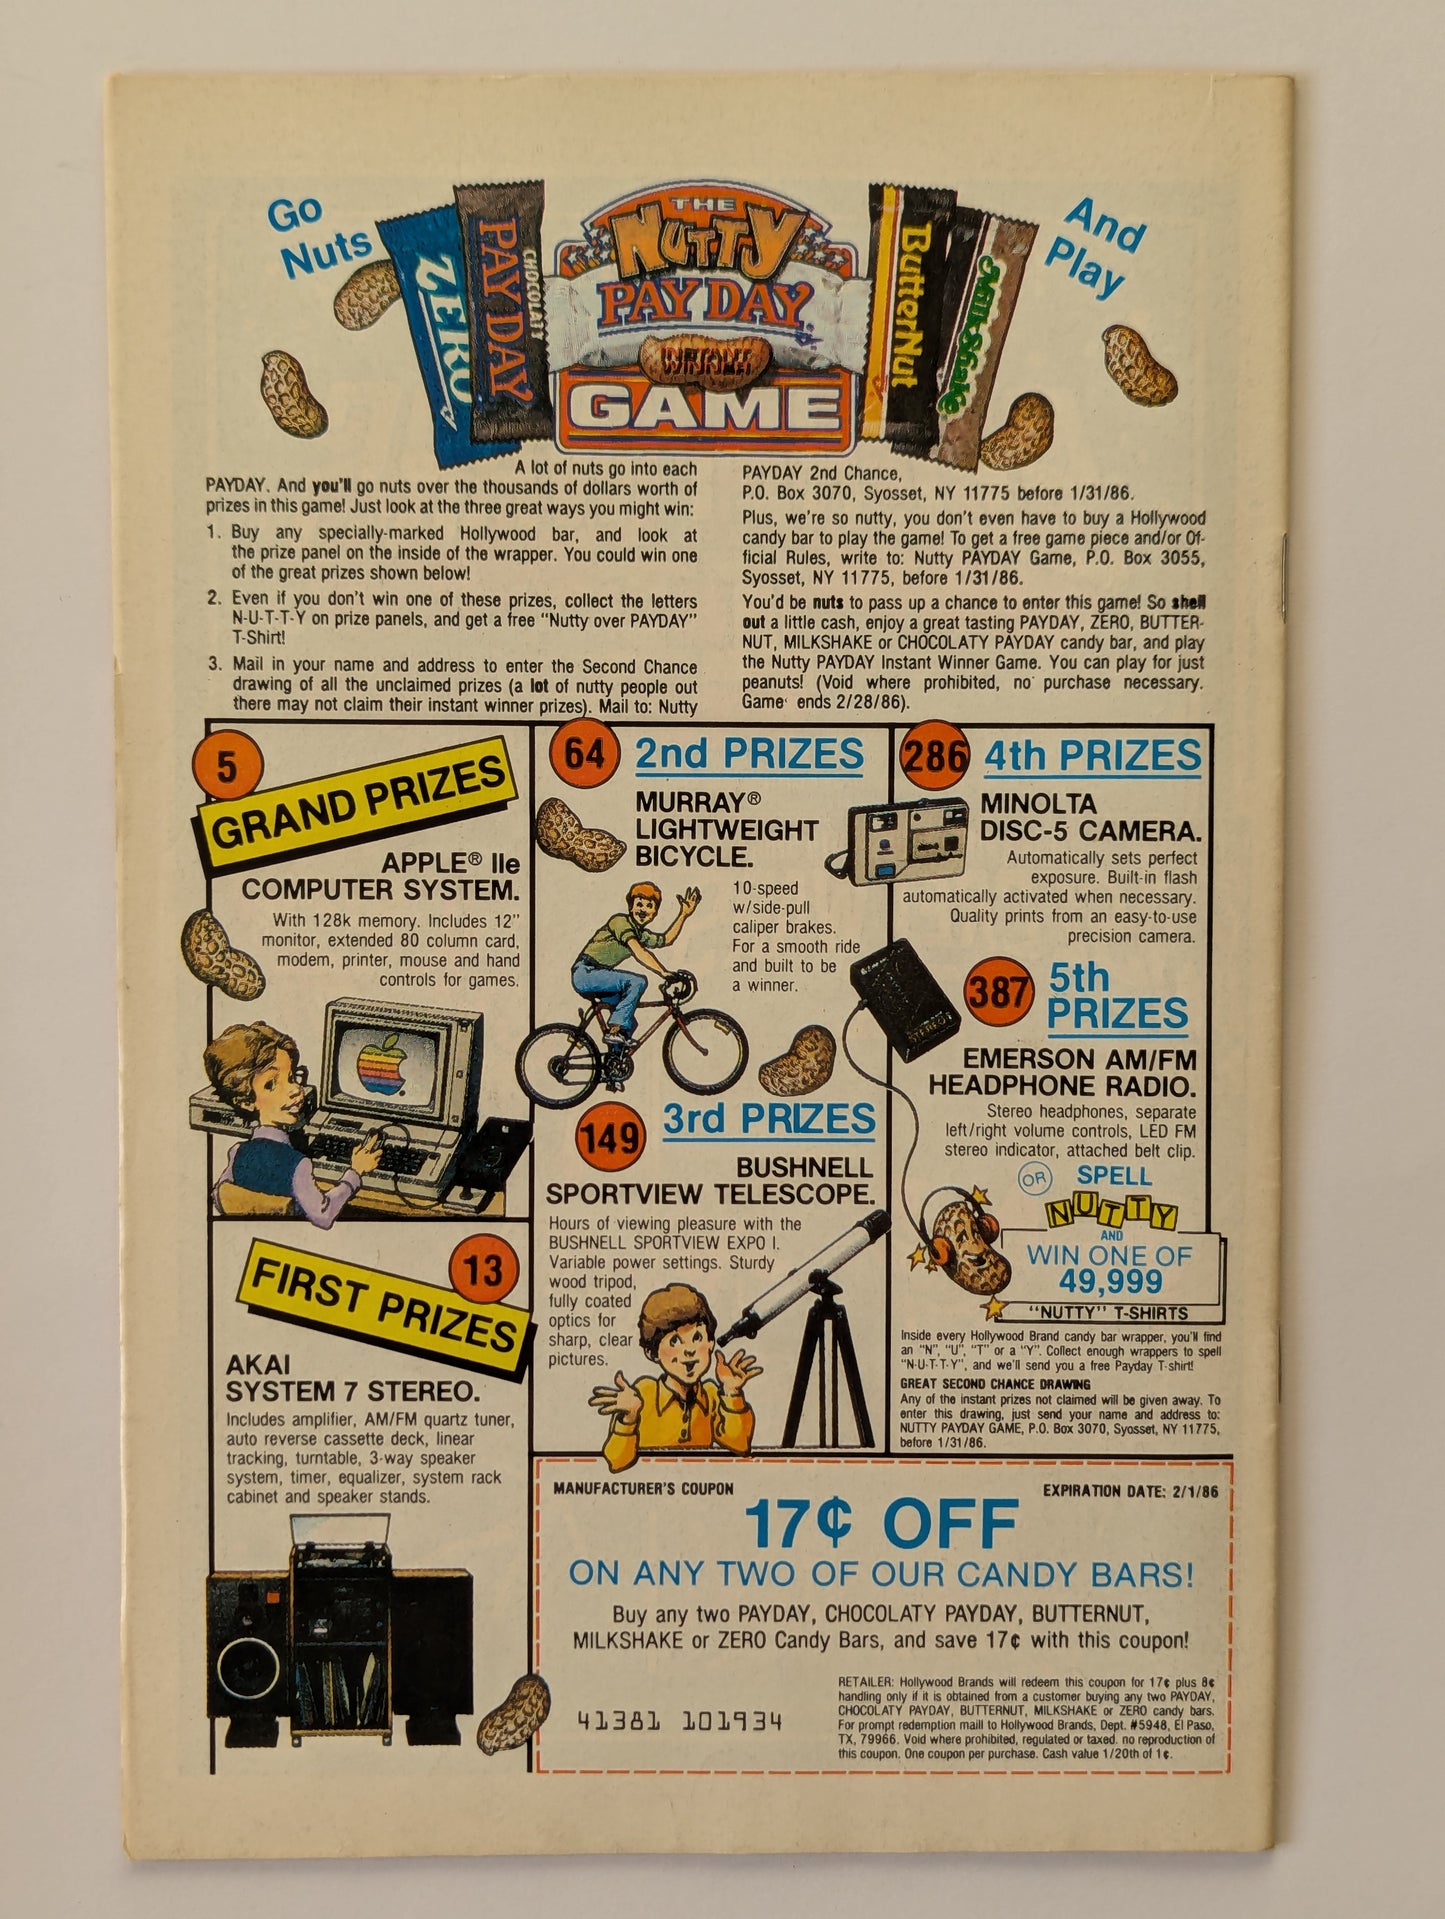 Go
Nuts
ZERO
PAY DAY
CHOCOLATY
THE
NUTTY
PAY DAY
GAME
ButterNut
Milk Shake
And
Play
A lot of nuts go into each
PAYDAY. And you'll go nuts over the thousands of dollars worth of
prizes in this game! Just look at the three great ways you might win:
1. Buy any specially-marked Hollywood bar, and look at
the prize panel on the inside of the wrapper. You could win one
of the great prizes shown below!
2. Even if you don't win one of these prizes, collect the letters
N-U-T-T-Y on prize panels, and get a free "Nutty over PAYDAY"
T-Shirt!
3. Mail in your name and address to enter the Second Chance
drawing of all the unclaimed prizes (a lot of nutty people out
there may not claim their instant winner prizes). Mail to: Nutty
PAYDAY 2nd Chance,
P.O. Box 3070, Syosset, NY 11775 before 1/31/86.
Plus, we're so nutty, you don't even have to buy a Hollywood
candy bar to play the game! To get a free game piece and/or Of-
ficial Rules, write to: Nutty PAYDAY Game, P.O. Box 3055,
Syosset, NY 11775, before 1/31/86.
You'd be nuts to pass up a chance to enter this game! So shell
out a little cash, enjoy a great tasting PAYDAY, ZERO, BUTTER-
NUT, MILKSHAKE or CHOCOLATY PAYDAY candy bar, and play
the Nutty PAYDAY Instant Winner Game. You can play for just
peanuts! (Void where prohibited, no purchase necessary.
Game ends 2/28/86).
5
GRAND PRIZES
APPLE® IIe
COMPUTER SYSTEM.
With 128k memory. Includes 12"
monitor, extended 80 column card,
modem, printer, mouse and hand
controls for games.
13
FIRST PRIZES
AKAI
SYSTEM 7 STEREO.
Includes amplifier, AM/FM quartz tuner,
auto reverse cassette deck, linear
tracking, turntable, 3-way speaker
system, timer, equalizer, system rack
cabinet and speaker stands.
64
2nd PRIZES
MURRAY®
LIGHTWEIGHT
BICYCLE.
10-speed
w/side-pull
caliper brakes.
For a smooth ride
and built to be
a winner.
149
3rd PRIZES
BUSHNELL
SPORTVIEW TELESCOPE.
Hours of viewing pleasure with the
BUSHNELL SPORTVIEW EXPO I.
Variable power settings. Sturdy
wood tripod,
fully coated
optics for
sharp, clear
pictures.
286
4th PRIZES
MINOLTA
DISC-5 CAMERA.
Automatically sets perfect
exposure. Built-in flash
automatically activated when necessary.
Quality prints from an easy-to-use
precision camera.
387
5th
PRIZES
EMERSON AM/FM
HEADPHONE RADIO.
Stereo headphones, separate
left/right volume controls, LED FM
stereo indicator, attached belt clip.
OR
SPELL
NUTTY
AND
WIN ONE OF
49,999
"NUTTY" T-SHIRTS
Inside every Hollywood Brand candy bar wrapper, you'll find
an "N", "U", "T" or a "Y". Collect enough wrappers to spell
"N-U-T-T-Y", and we'll send you a free Payday T-shirt!
GREAT SECOND CHANCE DRAWING
Any of the instant prizes not claimed will be given away. To
enter this drawing, just send your name and address to:
NUTTY PAYDAY GAME, P.O. Box 3070, Syosset, NY 11775,
before 1/31/86.
MANUFACTURER'S COUPON
EXPIRATION DATE: 2/1/86
17¢ OFF
ON ANY TWO OF OUR CANDY BARS!
Buy any two PAYDAY, CHOCOLATY PAYDAY, BUTTERNUT,
MILKSHAKE or ZERO Candy Bars, and save 17¢ with this coupon!
41381 101934
RETAILER: Hollywood Brands will redeem this coupon for 17¢ plus 8¢
handling only if it is obtained from a customer buying any two PAYDAY,
CHOCOLATY PAYDAY, BUTTERNUT, MILKSHAKE or ZERO candy bars.
For prompt redemption maill to Hollywood Brands, Dept. #5948, El Paso,
TX, 79966. Void where prohibited, regulated or taxed. no reproduction of
this coupon. One coupon per purchase. Cash value 1/20th of 1¢.